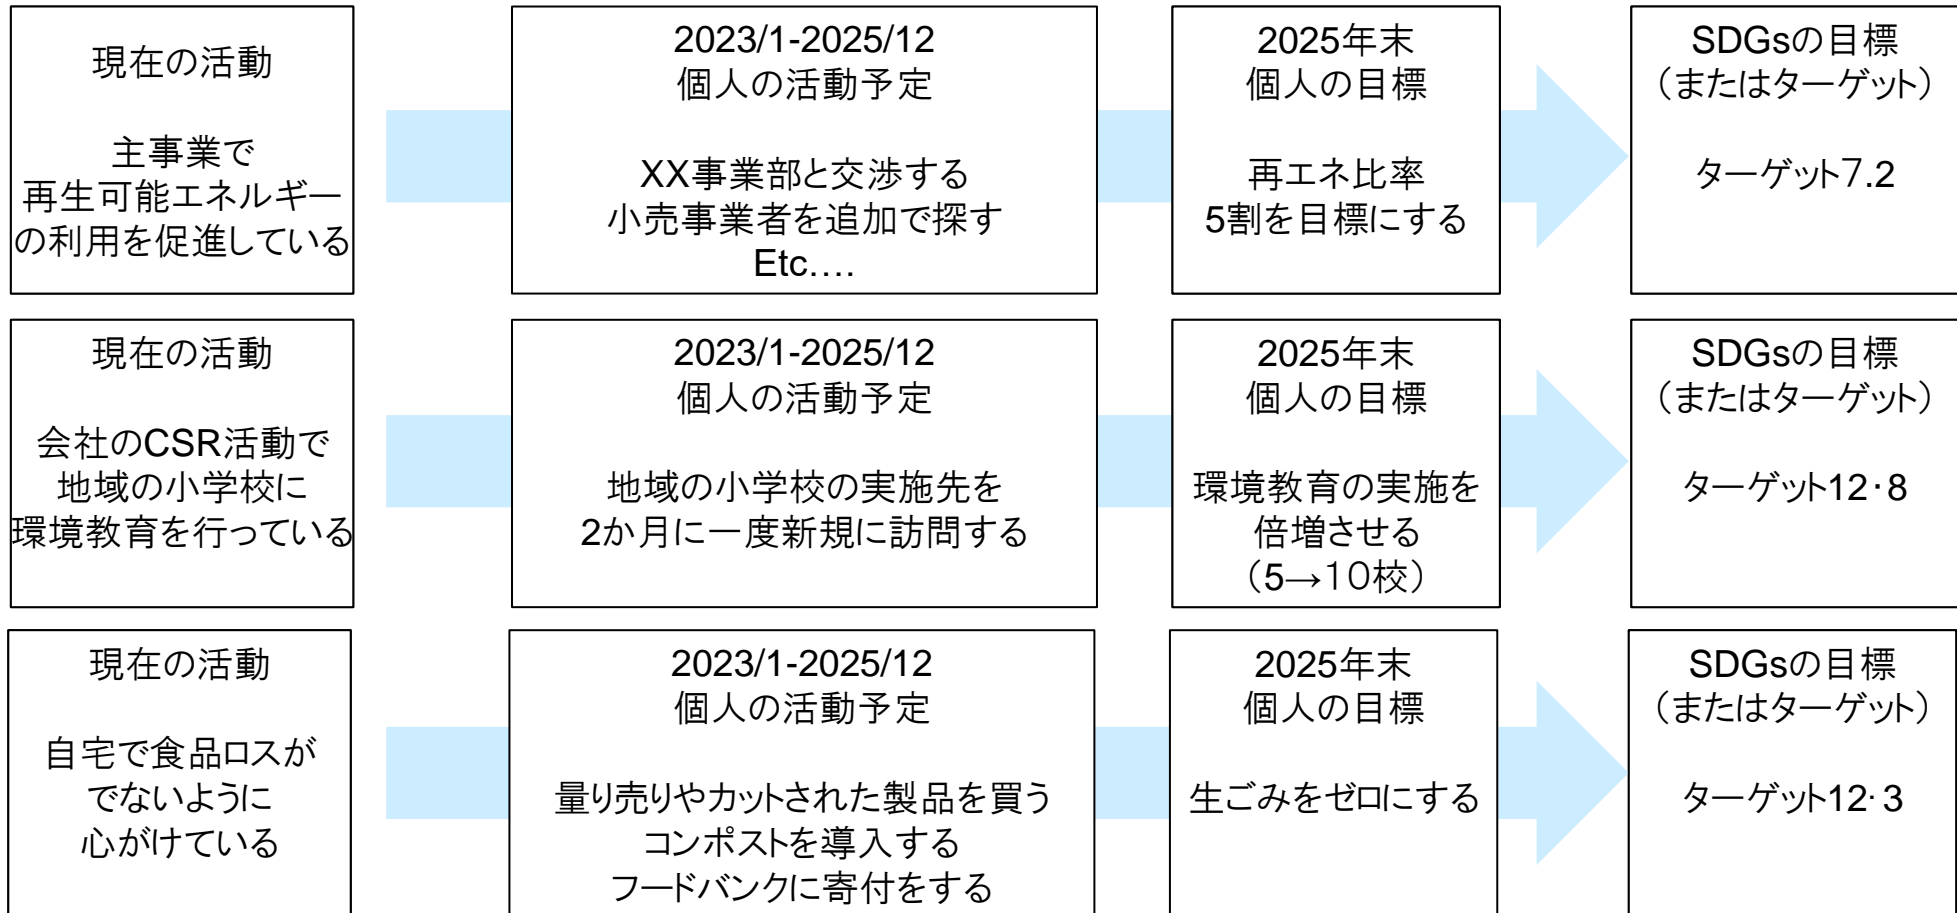 現在の活動
主事業で
再生可能エネルギー
の利用を促進している
2023/1-2025/12
個人の活動予定
XX事業部と交渉する
小売事業者を追加で探す
Etc.…
2025年末
個人の目標
再エネ比率
5割を目標にする
SDGsの目標
（またはターゲット）
ターゲット7.2
現在の活動
会社のCSR活動で
地域の小学校に
環境教育を行っている
2023/1-2025/12
個人の活動予定
地域の小学校の実施先を
2か月に一度新規に訪問する
2025年末
個人の目標
環境教育の実施を
倍増させる
（5→10校）
SDGsの目標
（またはターゲット）
ターゲット12・8
現在の活動
自宅で食品ロスが
でないように
心がけている
2023/1-2025/12
個人の活動予定
量り売りやカットされた製品を買う
コンポストを導入する
フードバンクに寄付をする
2025年末
個人の目標
生ごみをゼロにする
SDGsの目標
（またはターゲット）
ターゲット12・3